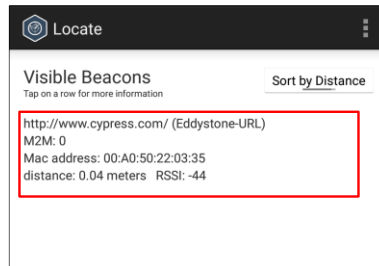 Locate
Visible Beacons
Sort by Distance
Tap on a row for more information
http://www.cypress.com/ (Eddystone-URL)
M2M: 0
Mac address: 00:A0:50:22:03:35
distance: 0.04 meters RSSI: -44